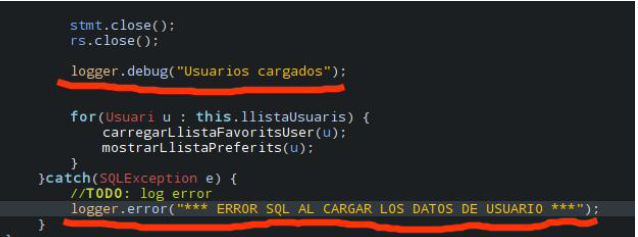 stmt.close();
rs.close();
logger.debug("Usuarios cargados");
for(Usuari u : this.llistaUsuaris) {
carregarLlistaFavoritsUser(u);
mostrarLlistaPreferits(u);
}
}catch(SQLException e) {
//TODO: log error
logger.error("*** ERROR SQL AL CARGAR LOS DATOS DE USUARIO ***");
}